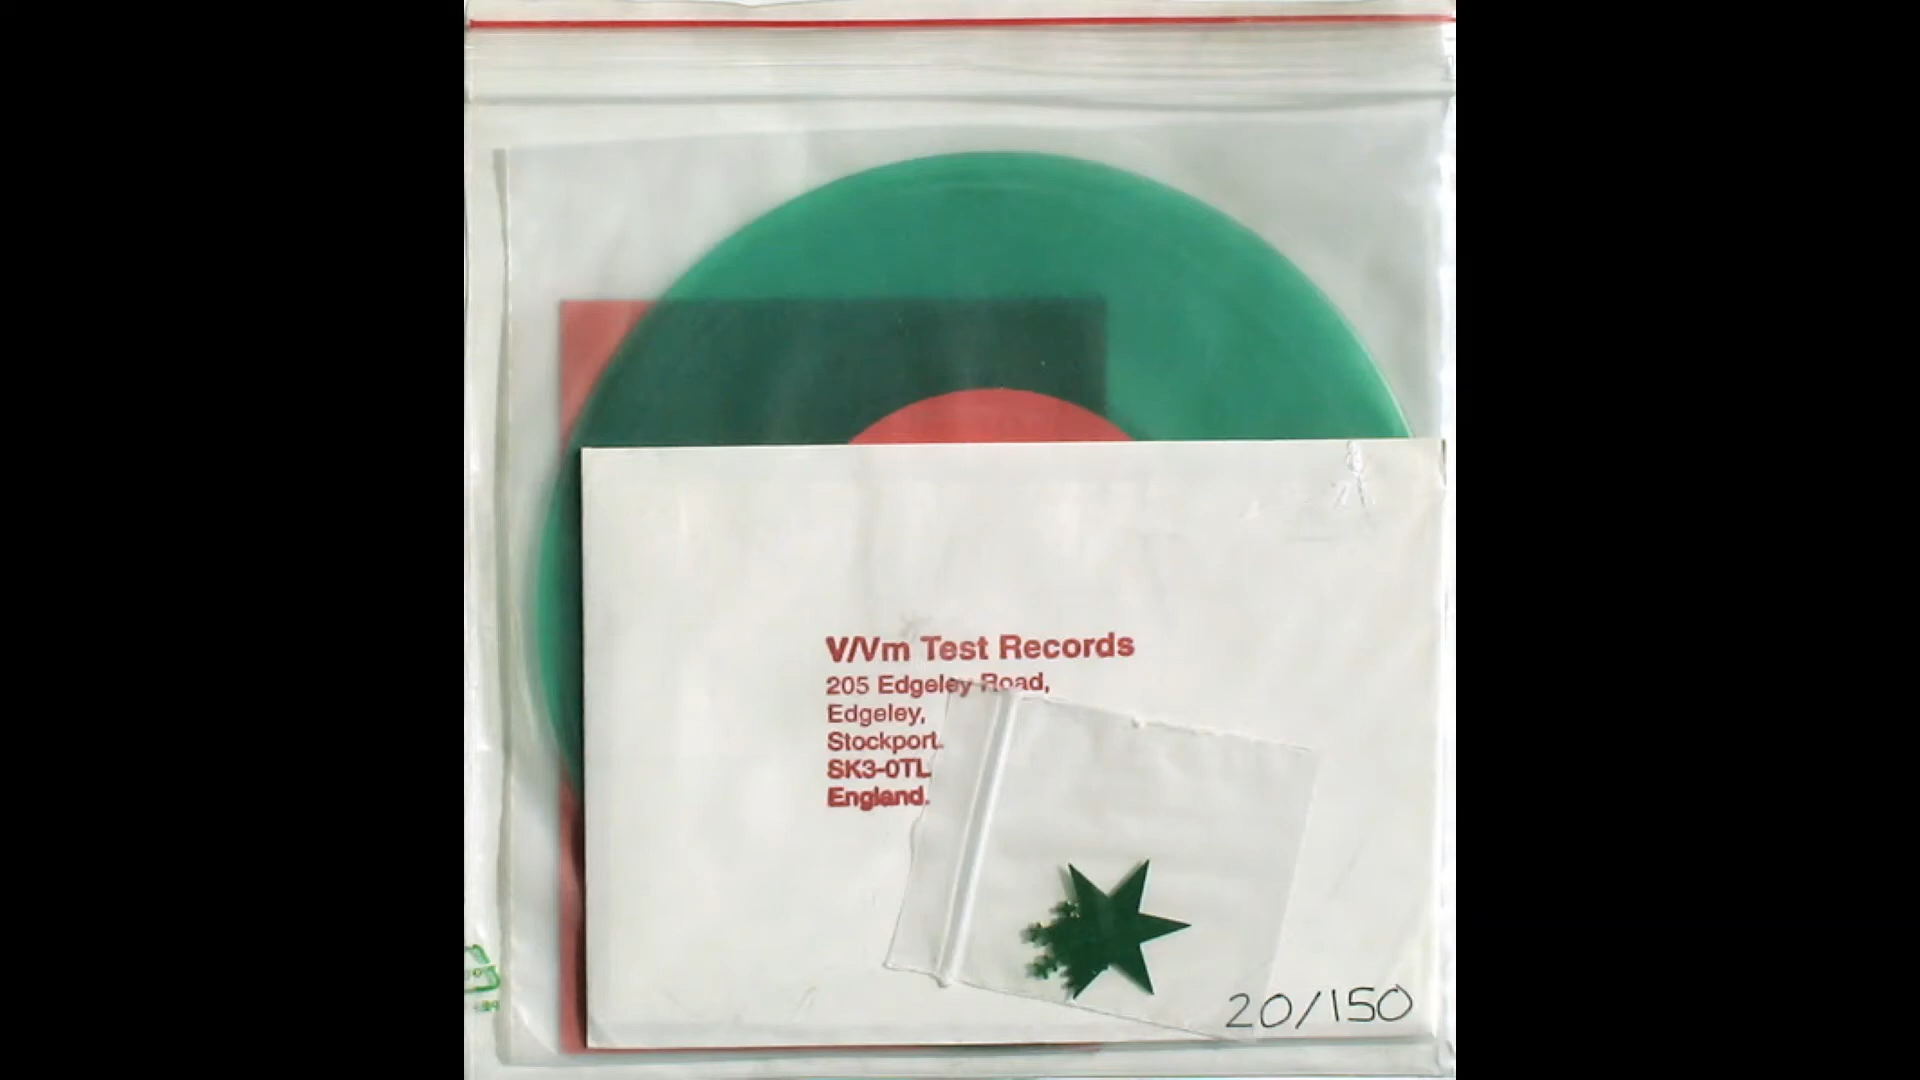 V/Vm Test Records
205 Edgeley Road,
Edgeley,
Stockport.
SK3-0TL
England.
20/150